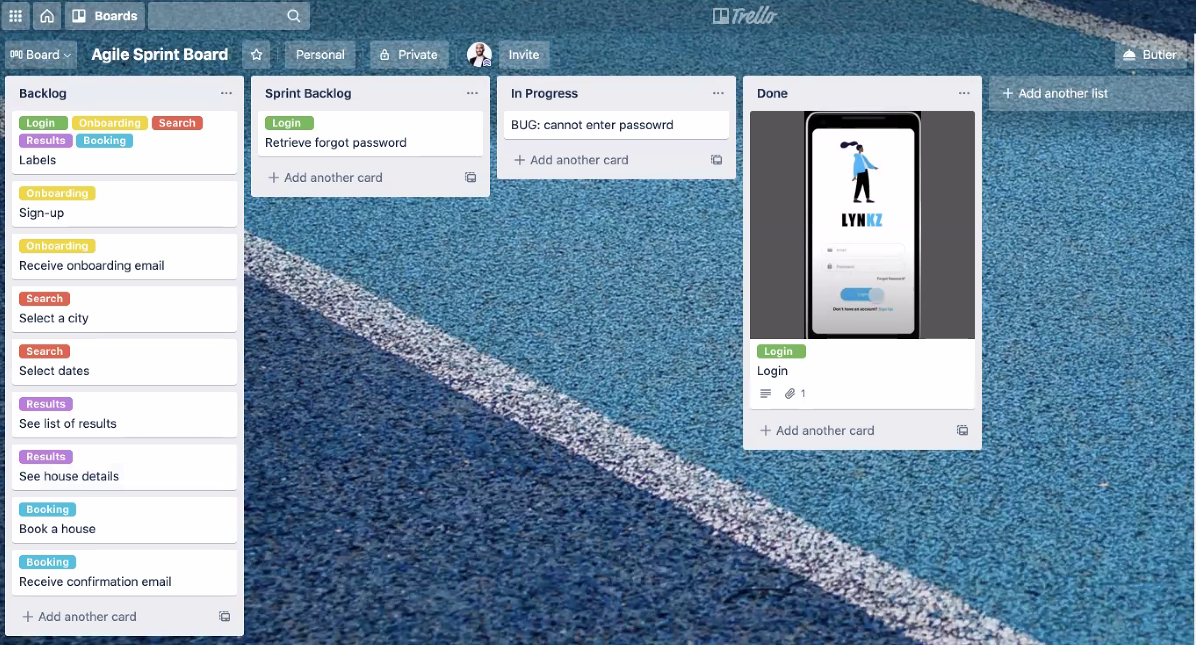 Boards
Trello
Board
Agile Sprint Board
Personal
Private
Invite
Butler
Backlog
Login Onboarding Search
Results Booking
Labels
Onboarding
Sign-up
Onboarding
Receive onboarding email
Search
Select a city
Search
Select dates
Results
See list of results
Results
See house details
Booking
Book a house
Booking
Receive confirmation email
+ Add another card
Sprint Backlog
Login
Retrieve forgot password
+ Add another card
In Progress
BUG: cannot enter passowrd
+ Add another card
Done
LYNKZ
Email
Password
Forgot Password?
Don't have an account? Sign Up
Login
Login
1
+ Add another card
+ Add another list